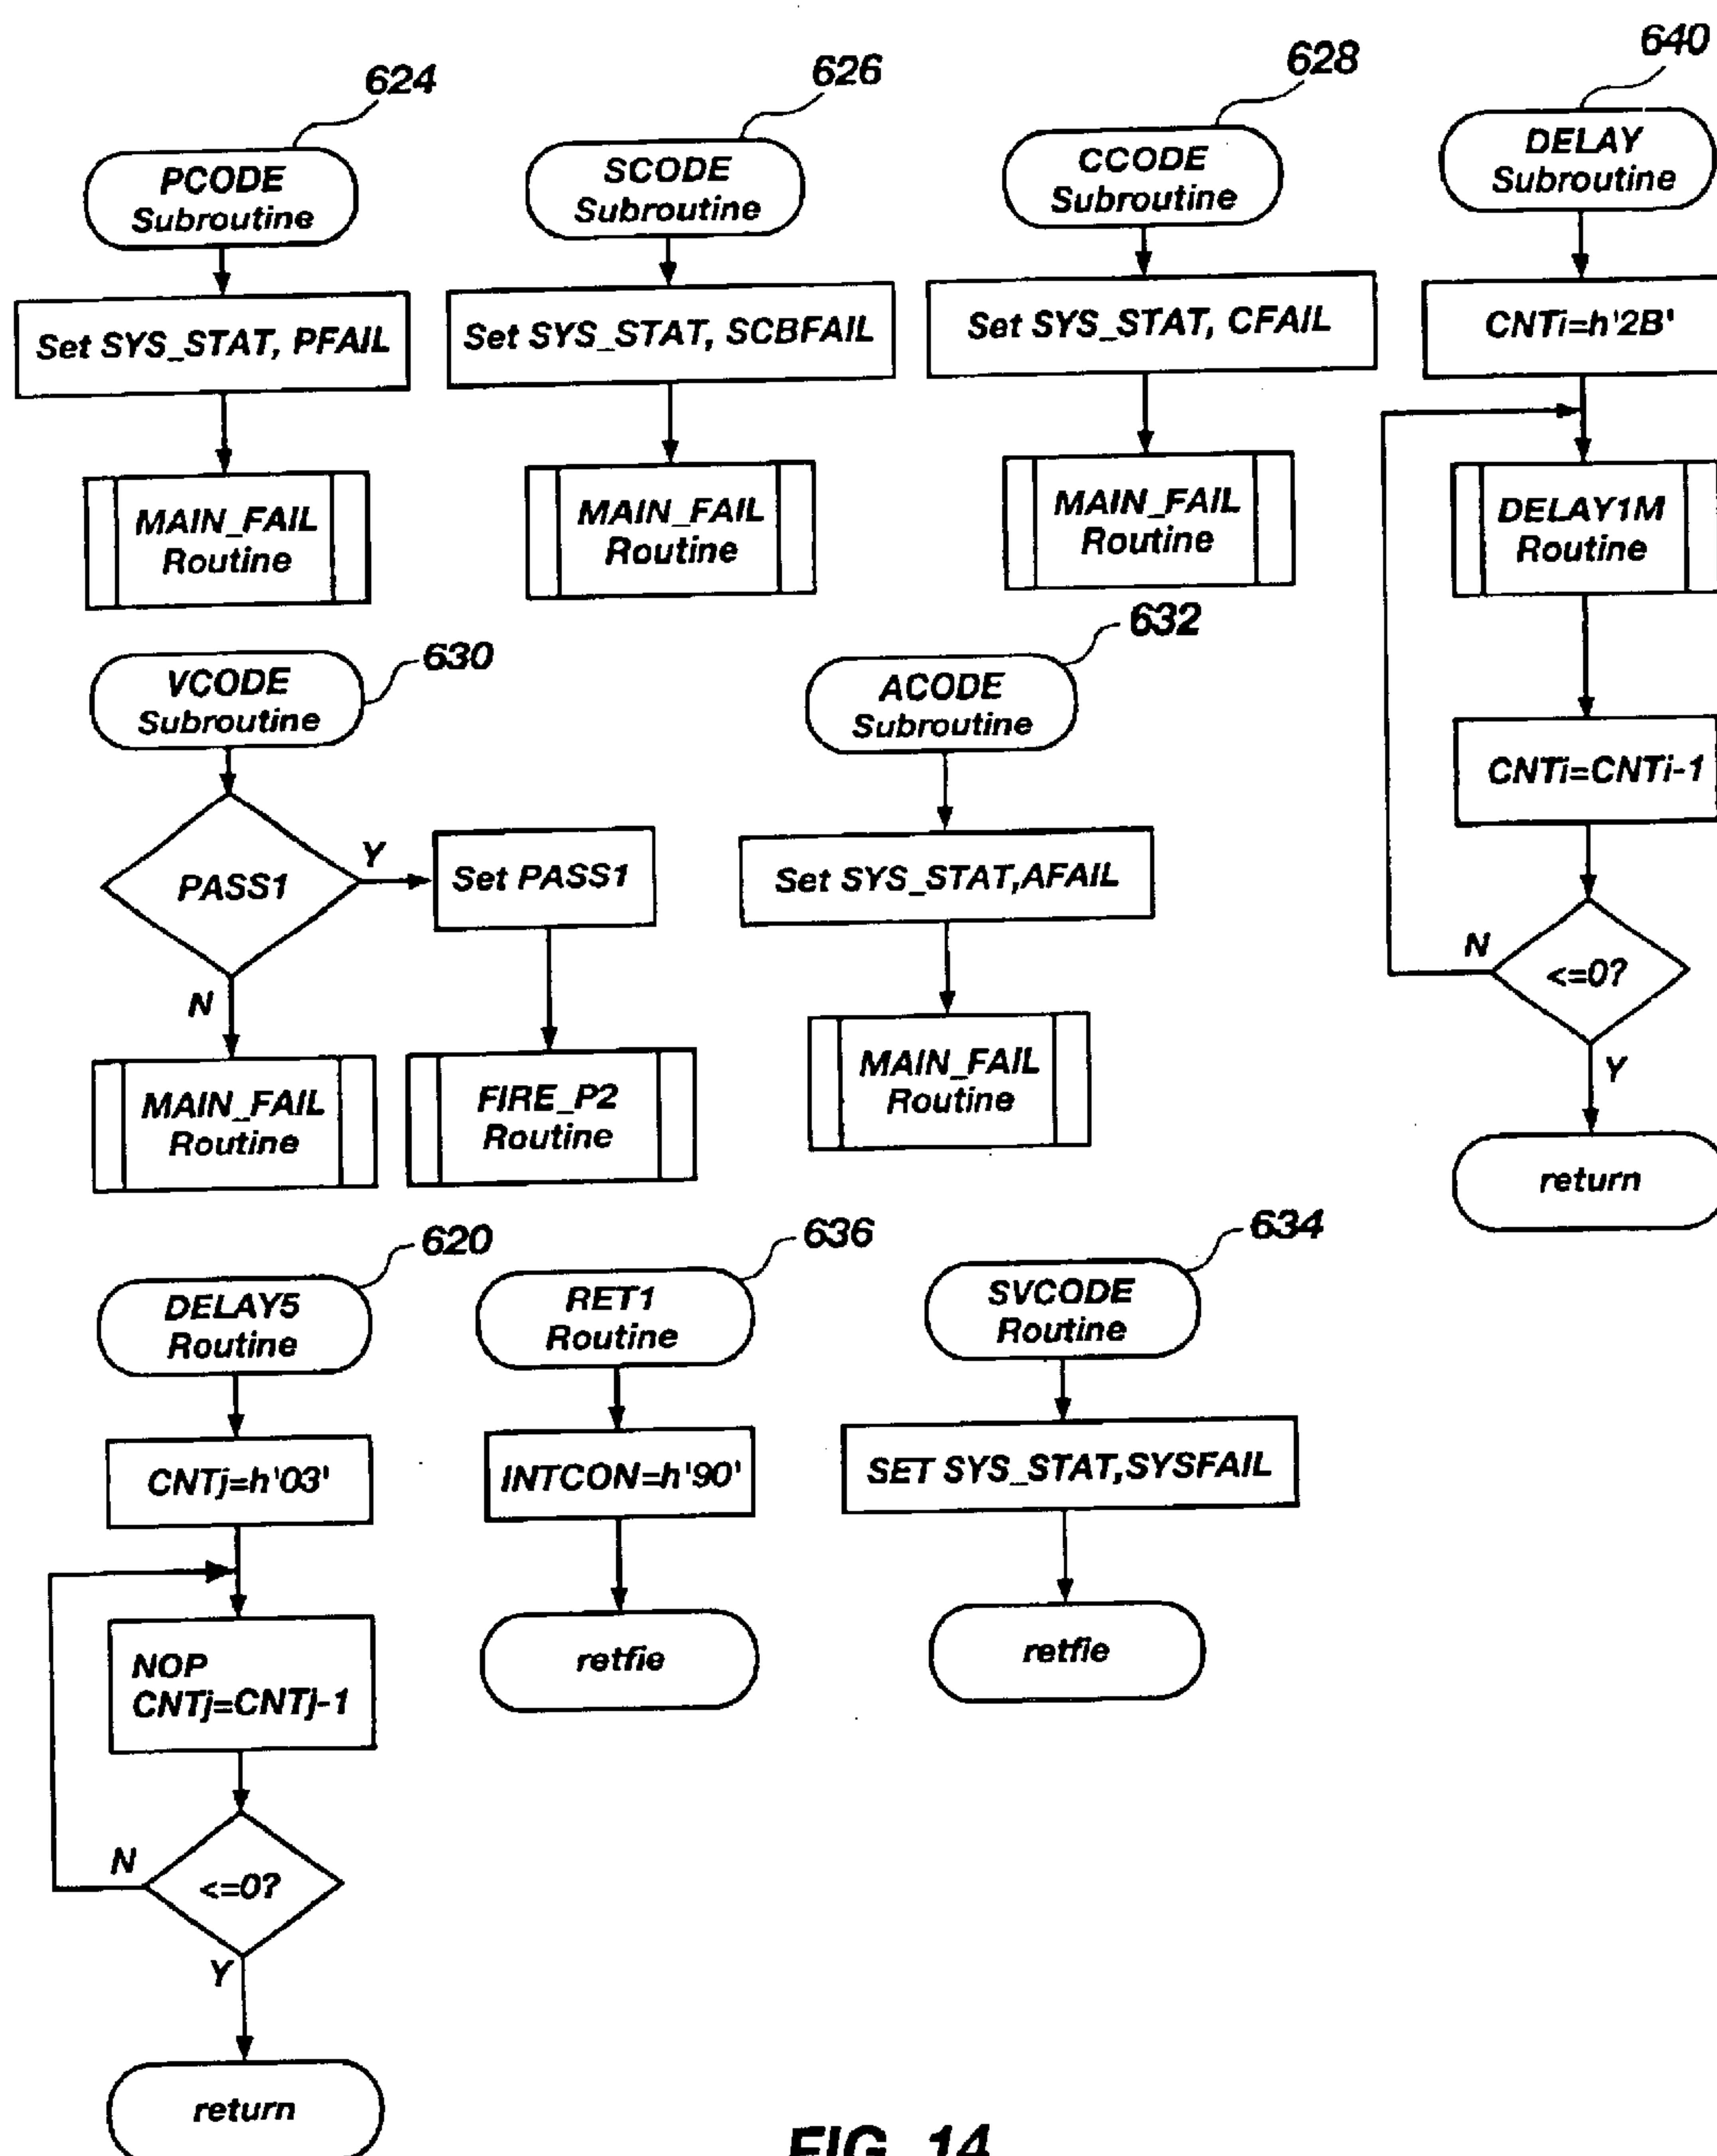 624
PCODE
Subroutine
Set SYS_STAT, PFAIL
MAIN_FAIL
Routine
626
SCODE
Subroutine
Set SYS_STAT, SCBFAIL
MAIN_FAIL
Routine
628
CCODE
Subroutine
Set SYS_STAT, CFAIL
MAIN_FAIL
Routine
640
DELAY
Subroutine
CNTi=h'2B'
DELAY1M
Routine
CNTi=CNTi-1
<=0?
N
Y
return
630
VCODE
Subroutine
PASS1
Y
Set PASS1
N
MAIN_FAIL
Routine
FIRE_P2
Routine
632
ACODE
Subroutine
Set SYS_STAT,AFAIL
MAIN_FAIL
Routine
620
DELAY5
Routine
CNTj=h'03'
NOP
CNTj=CNTj-1
<=0?
N
Y
return
636
RET1
Routine
INTCON=h'90'
retfie
634
SVCODE
Routine
SET SYS_STAT,SYSFAIL
retfie
FIG. 14